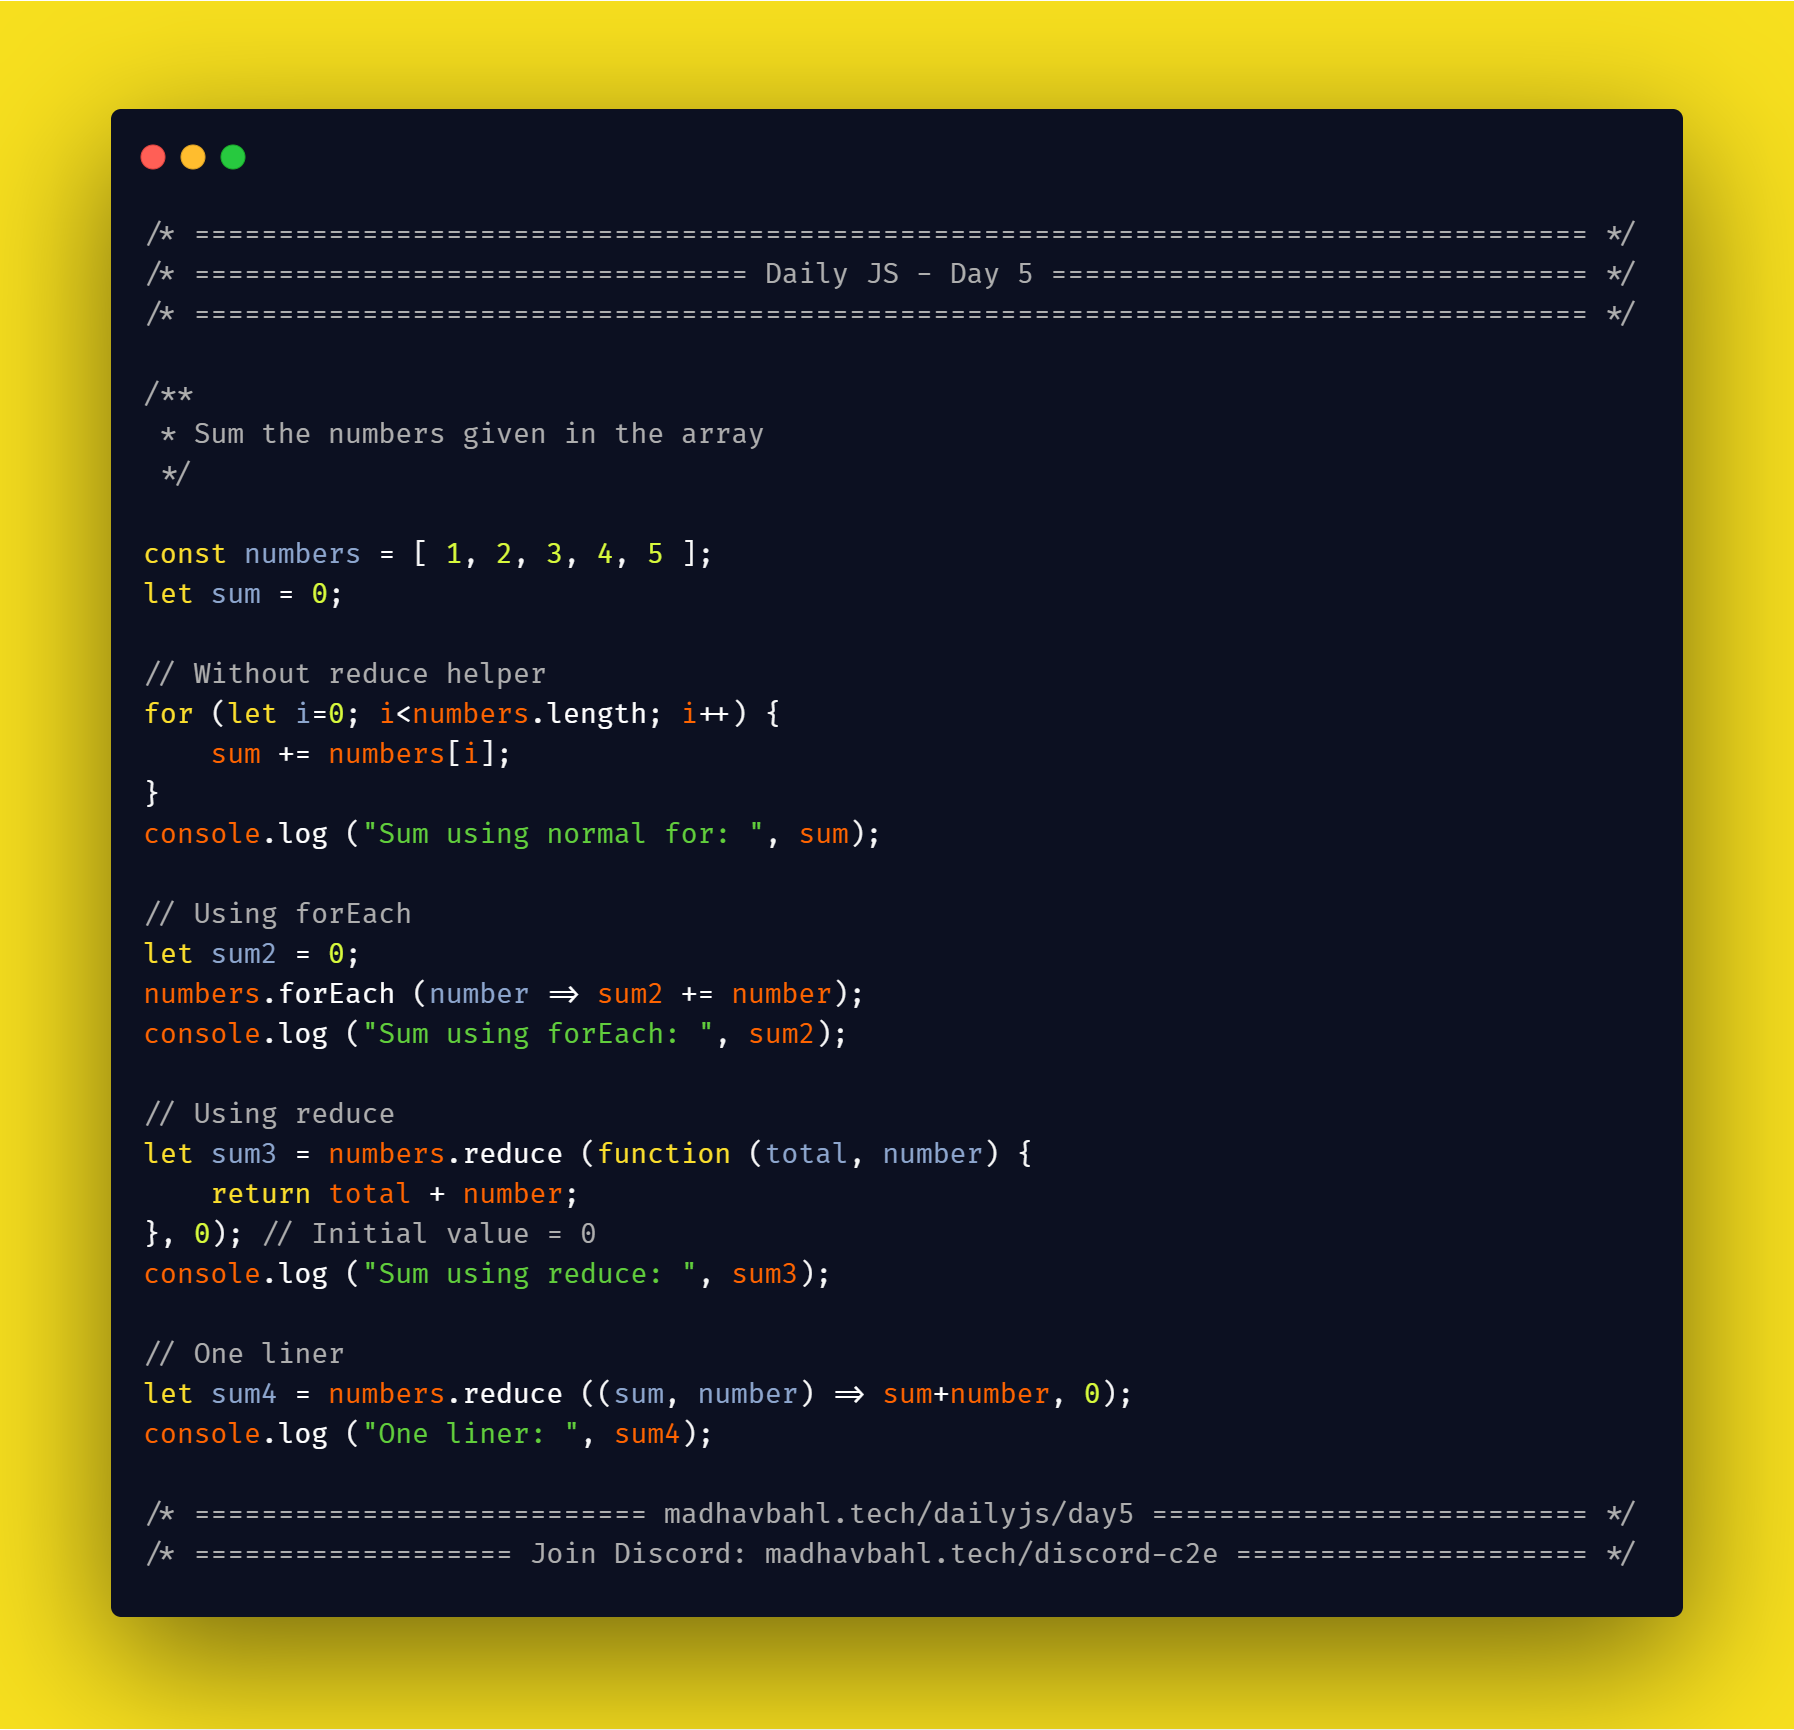 /* =================================================================================== */
/* ================================= Daily JS - Day 5 ================================ */
/* =================================================================================== */
/**
 * Sum the numbers given in the array
 */
const numbers = [ 1, 2, 3, 4, 5 ];
let sum = 0;
// Without reduce helper
for (let i=0; i<numbers.length; i++) {
    sum += numbers[i];
}
console.log ("Sum using normal for: ", sum);
// Using forEach
let sum2 = 0;
numbers.forEach (number => sum2 += number);
console.log ("Sum using forEach: ", sum2);
// Using reduce
let sum3 = numbers.reduce (function (total, number) {
    return total + number;
}, 0); // Initial value = 0
console.log ("Sum using reduce: ", sum3);
// One liner
let sum4 = numbers.reduce ((sum, number) => sum+number, 0);
console.log ("One liner: ", sum4);
/* =========================== madhavbahl.tech/dailyjs/day5 ========================== */
/* =================== Join Discord: madhavbahl.tech/discord-c2e ===================== */